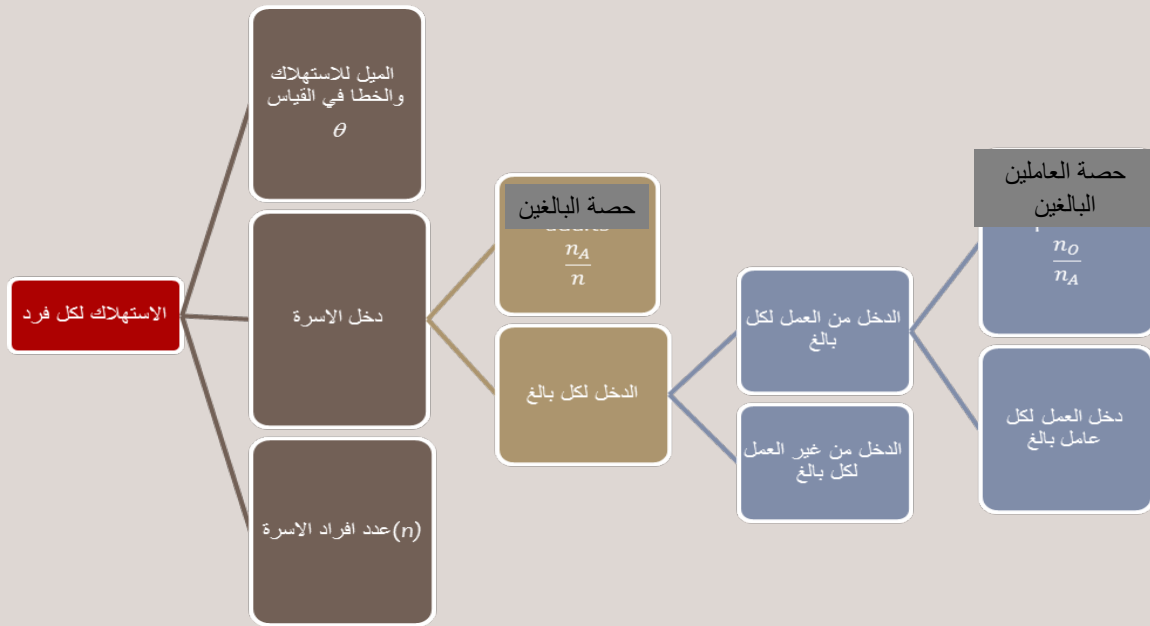 الميل للاستهلاك
والخطا في القياس
θ
حصة العاملين
البالغين
n_O
n_A
حصة البالغين
n_A
n
الاستهلاك لكل فرد
دخل الاسرة
الدخل من العمل لكل
بالغ
الدخل لكل بالغ
دخل العمل لكل
عامل بالغ
الدخل من غير العمل
لكل بالغ
(n)عدد افراد الاسرة